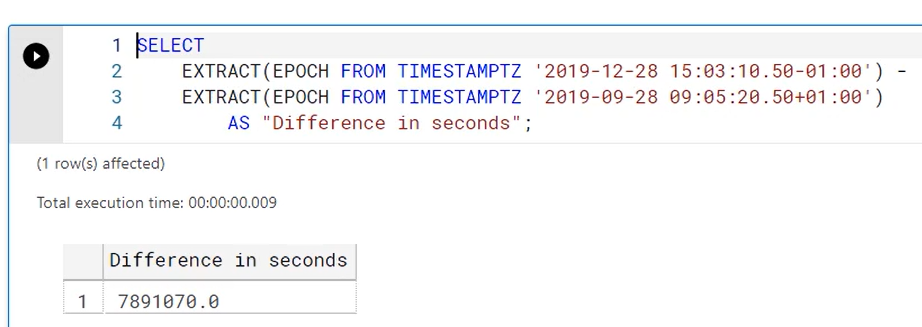 1 SELECT
2 EXTRACT(EPOCH FROM TIMESTAMPTZ '2019-12-28 15:03:10.50-01:00') -
3 EXTRACT(EPOCH FROM TIMESTAMPTZ '2019-09-28 09:05:20.50+01:00')
4 AS "Difference in seconds";
(1 row(s) affected)
Total execution time: 00:00:00.009
Difference in seconds
1 7891070.0